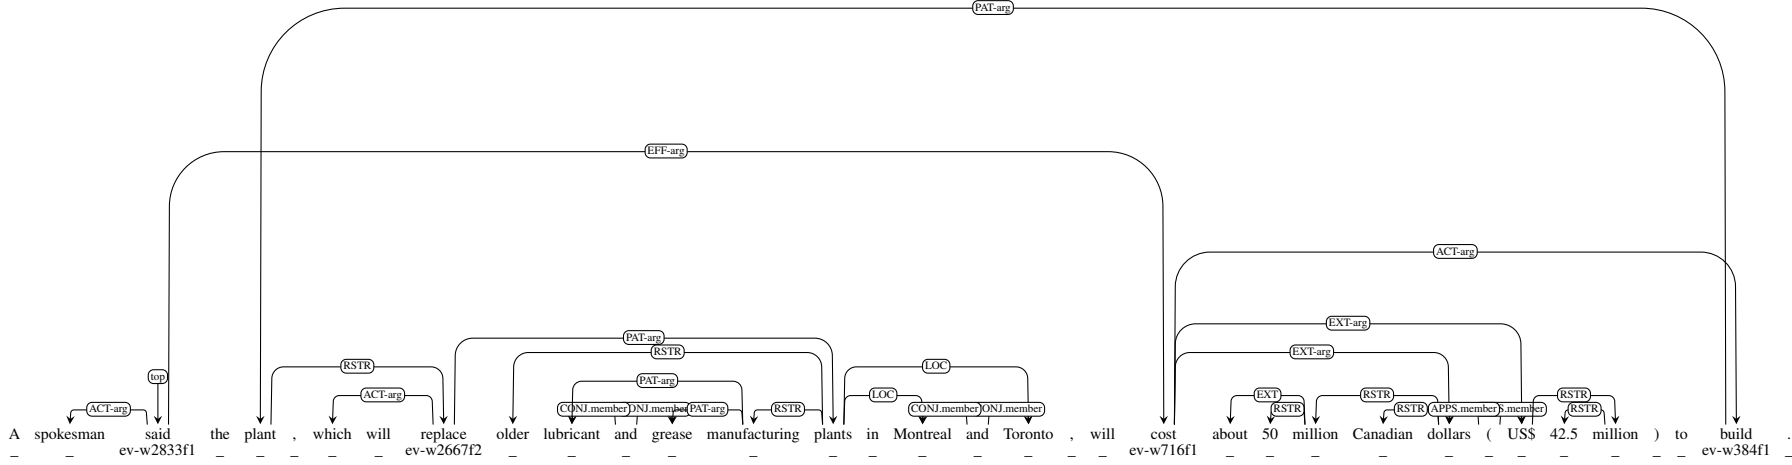 PAT-arg
EFF-arg
ACT-arg
EXT-arg
PAT-arg
RSTR EXT-arg
top RSTR LOC
PAT-arg
ACT-arg LOC EXT RSTR RSTR
ACT-arg CONJ.member PAT-arg RSTR CONJ.member RSTR RSTR APPS.member RSTR
A spokesman said the plant , which will replace older lubricant and grease manufacturing plants in Montreal and Toronto , will cost about 50 million Canadian dollars ( US$ 42.5 million ) to build .
_ _ ev-w2833f1 _ _ _ _ _ ev-w2667f2 _ _ _ _ _ _ _ _ _ _ _ _ ev-w716f1 _ _ _ _ _ _ _ _ _ _ _ ev-w384f1 _